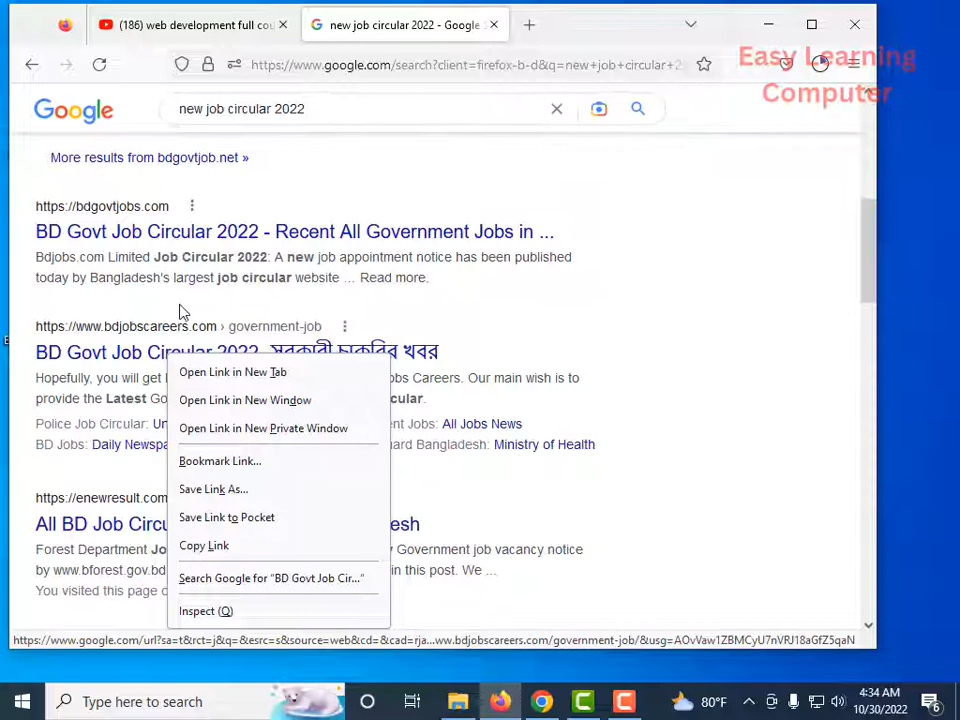 (186) web development full cou
new job circular 2022 - Google S
https://www.google.com/search?client=firefox-b-d&q=new+job+circular+2
Easy Learning
Computer
Google
new job circular 2022
More results from bdgovtjob.net »
https://bdgovtjobs.com
BD Govt Job Circular 2022 - Recent All Government Jobs in ...
Bdjobs.com Limited Job Circular 2022: A new job appointment notice has been published
today by Bangladesh's largest job circular website ... Read more.
https://www.bdjobscareers.com › government-job
BD Govt Job Circular 2022 সরকারী চাকরির খবর
Hopefully, you will get obs Careers. Our main wish is to
provide the Latest Go cular.
Police Job Circular: Un nt Jobs: All Jobs News
BD Jobs: Daily Newspa uard Bangladesh: Ministry of Health
Open Link in New Tab
Open Link in New Window
Open Link in New Private Window
Bookmark Link...
Save Link As...
Save Link to Pocket
Copy Link
Search Google for "BD Govt Job Cir..."
Inspect (Q)
https://enewresult.com
All BD Job Circu esh
Forest Department Jo y Government job vacancy notice
by www.bforest.gov.bd in this post. We ...
You visited this page o
https://www.google.com/url?sa=t&rct=j&q=&esrc=s&source=web&cd=&cad=rja...ww.bdjobscareers.com/government-job/&usg=AOvVaw1ZBMCyU7nVRJ18aGfZ5qaN
Type here to search
80°F
4:34 AM
10/30/2022
6